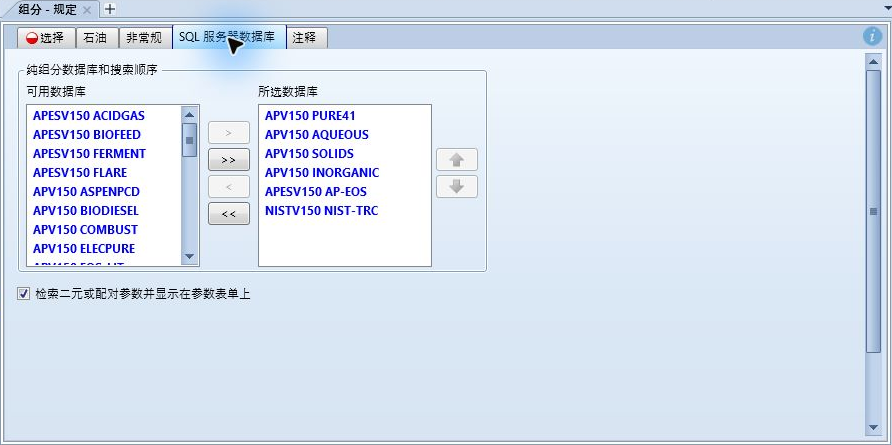 组分 - 规定
选择 石油 非常规 SQL 服务器数据库 注释
纯组分数据库和搜索顺序
可用数据库 所选数据库
APESV150 ACIDGAS APV150 PURE41
APESV150 BIOFEED APV150 AQUEOUS
APESV150 FERMENT APV150 SOLIDS
APESV150 FLARE APV150 INORGANIC
APV150 ASPENPCD APESV150 AP-EOS
APV150 BIODIESEL NISTV150 NIST-TRC
APV150 COMBUST
APV150 ELECPURE
>
>>
<
<<
检索二元或配对参数并显示在参数表单上